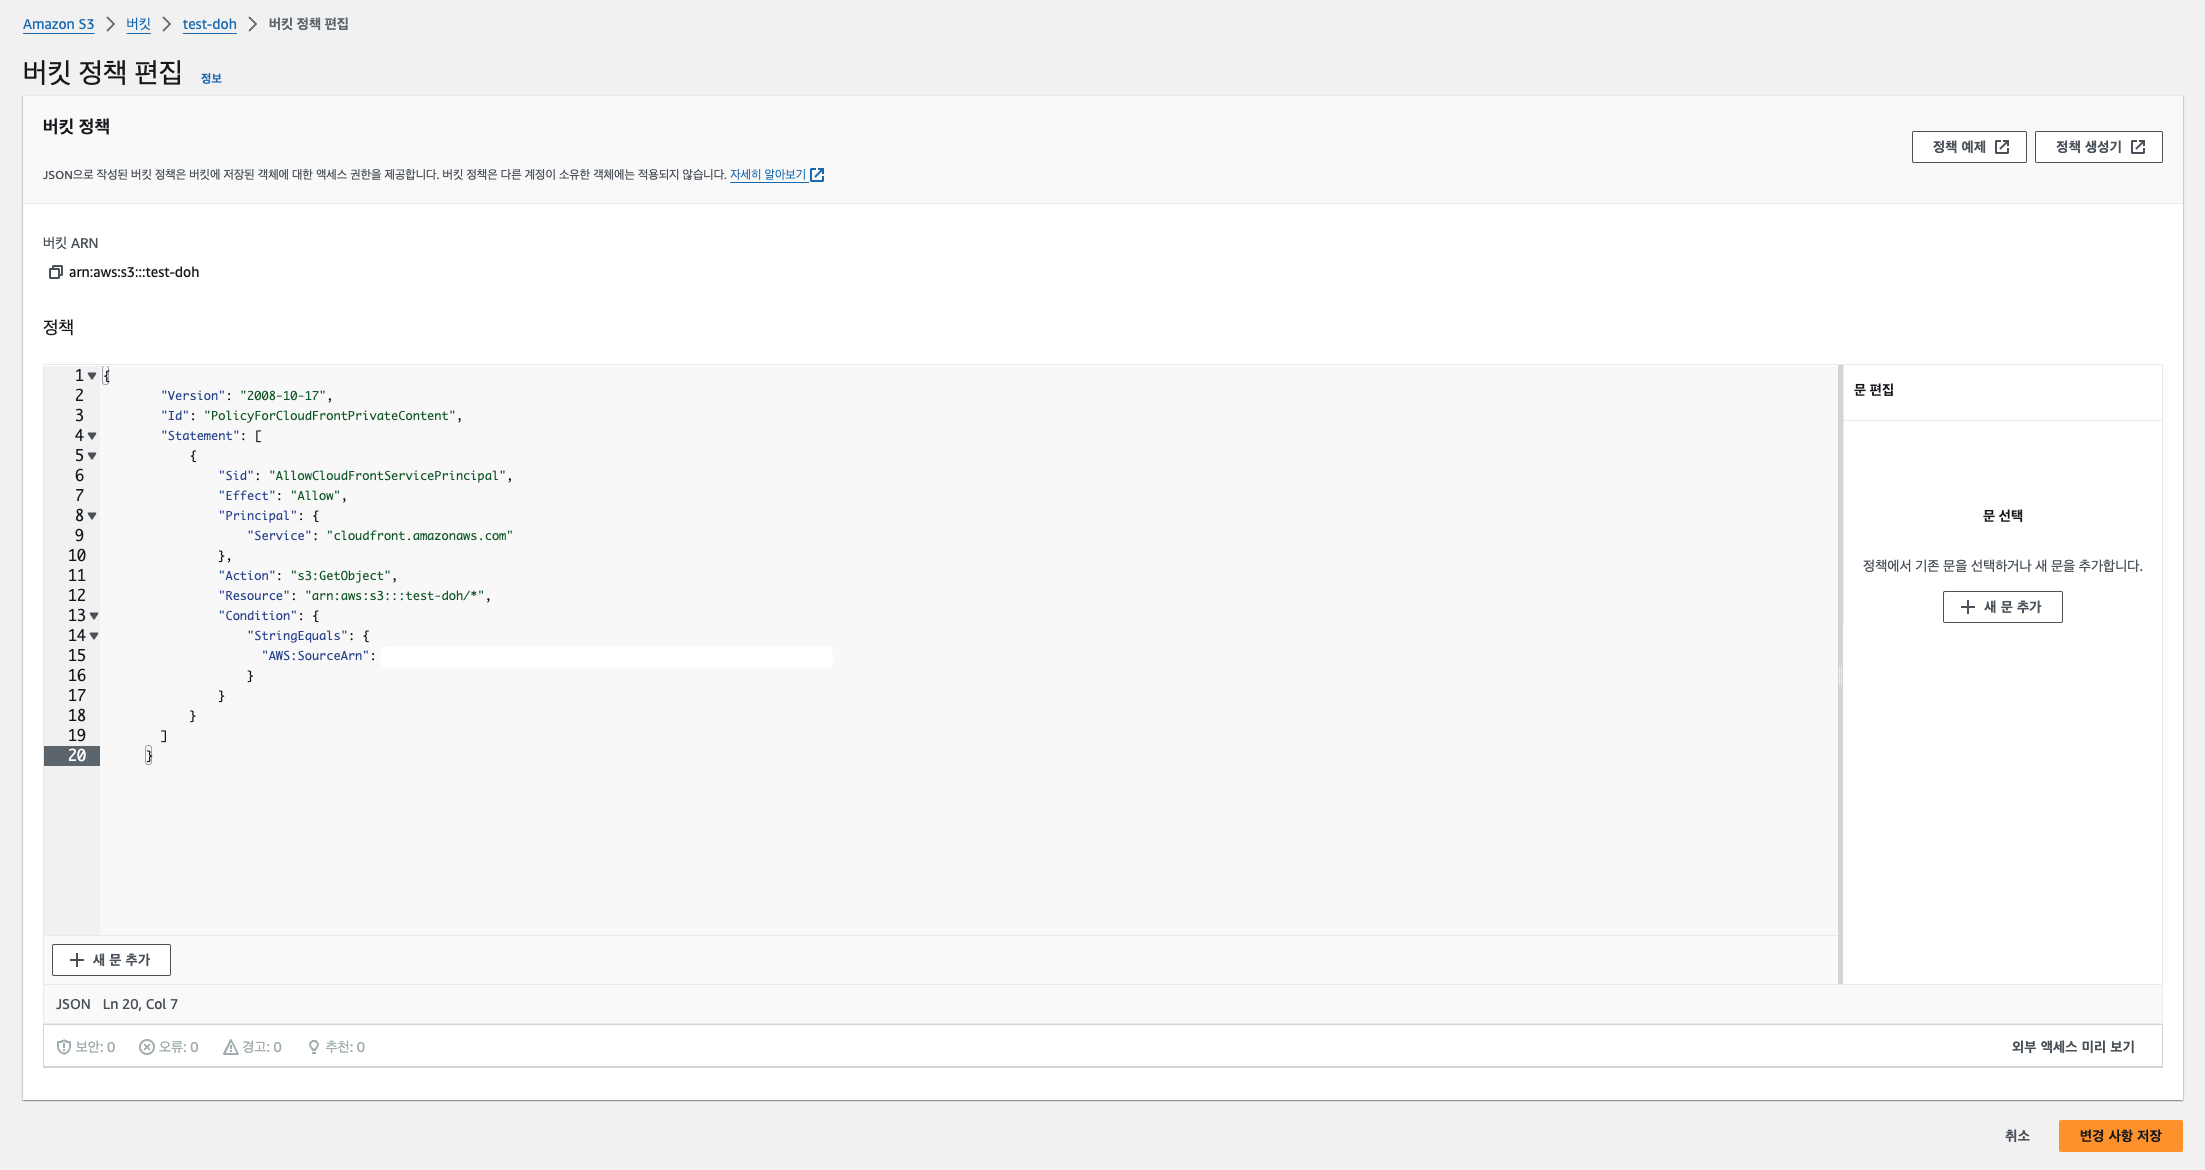 Amazon S3 > 버킷 > test-doh > 버킷 정책 편집
버킷 정책 편집 정보
버킷 정책
정책 예제
정책 생성기
JSON으로 작성된 버킷 정책은 버킷에 저장된 객체에 대한 액세스 권한을 제공합니다. 버킷 정책은 다른 계정이 소유한 객체에는 적용되지 않습니다. 자세히 알아보기
버킷 ARN
arn:aws:s3:::test-doh
정책
1 {
2 "Version": "2008-10-17",
3 "Id": "PolicyForCloudFrontPrivateContent",
4 "Statement": [
5 {
6 "Sid": "AllowCloudFrontServicePrincipal",
7 "Effect": "Allow",
8 "Principal": {
9 "Service": "cloudfront.amazonaws.com"
10 },
11 "Action": "s3:GetObject",
12 "Resource": "arn:aws:s3:::test-doh/*",
13 "Condition": {
14 "StringEquals": {
15 "AWS:SourceArn":
16 }
17 }
18 }
19 ]
20 }
문 편집
문 선택
정책에서 기존 문을 선택하거나 새 문을 추가합니다.
+ 새 문 추가
+ 새 문 추가
JSON Ln 20, Col 7
보안: 0 오류: 0 경고: 0 추천: 0
외부 액세스 미리 보기
취소
변경 사항 저장